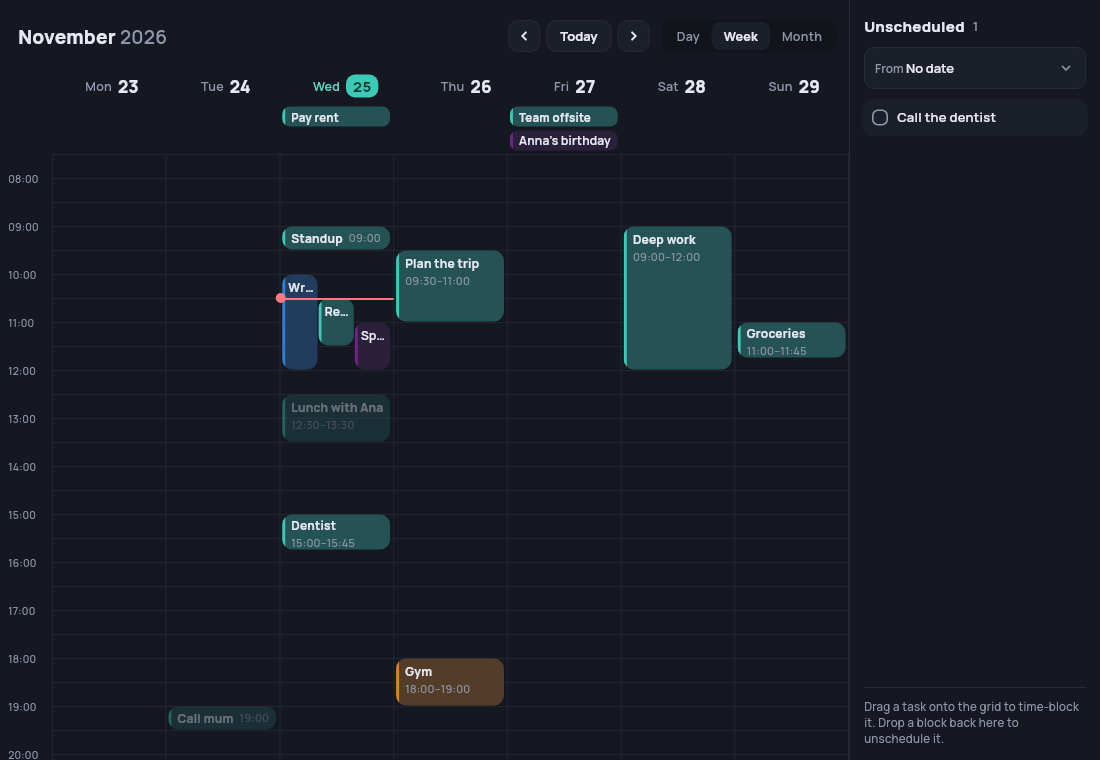 November 2026
Today
Day Week Month
Unscheduled 1
From No date
Call the dentist
Mon 23 Tue 24 Wed 25 Thu 26 Fri 27 Sat 28 Sun 29
Pay rent
Team offsite
Anna's birthday
08:00
09:00
10:00
11:00
12:00
13:00
14:00
15:00
16:00
17:00
18:00
19:00
20:00
Call mum 19:00
Standup 09:00
Wr…
Re…
Sp…
Lunch with Ana
12:30–13:30
Dentist
15:00–15:45
Plan the trip
09:30–11:00
Gym
18:00–19:00
Deep work
09:00–12:00
Groceries
11:00–11:45
Drag a task onto the grid to time-block
it. Drop a block back here to
unschedule it.